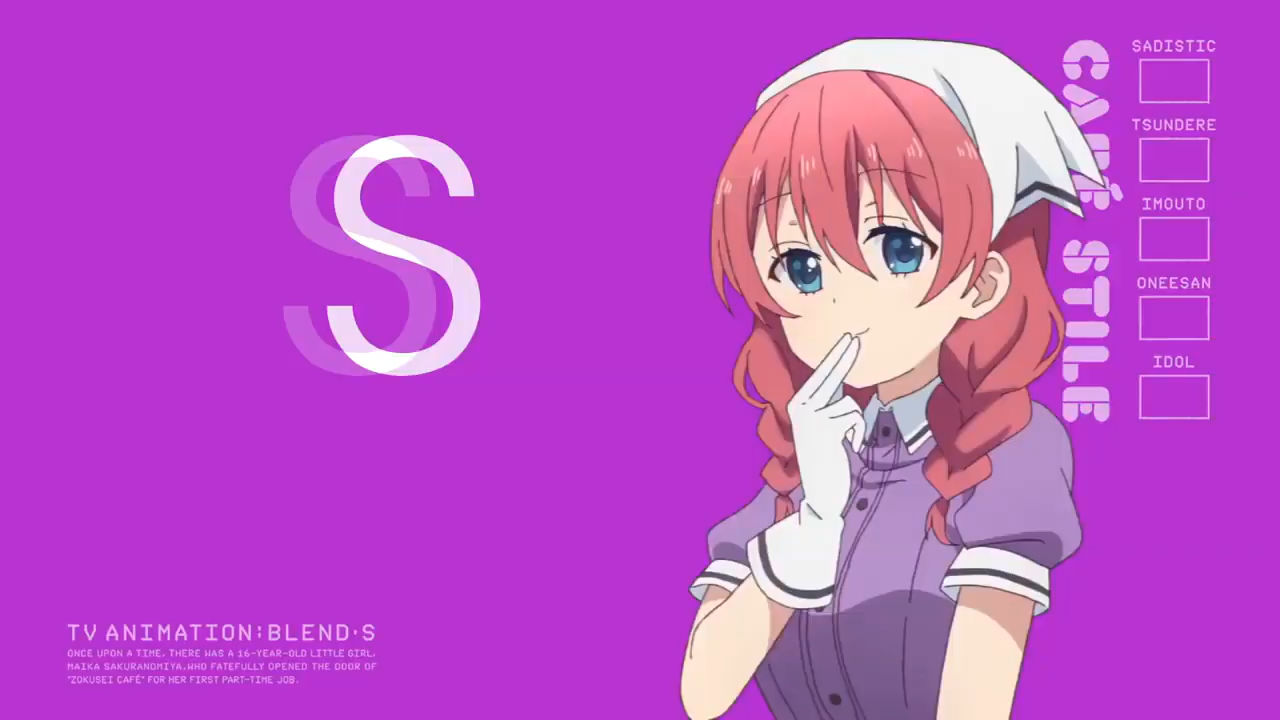 S
CAFÉ STILE
SADISTIC
TSUNDERE
IMOUTO
ONEESAN
IDOL
TV ANIMATION:BLEND·S
ONCE UPON A TIME, THERE WAS A 16-YEAR-OLD LITTLE GIRL,
MAIKA SAKURANOMIYA,WHO FATEFULLY OPENED THE DOOR OF
"ZOKUSEI CAFÉ" FOR HER FIRST PART-TIME JOB.